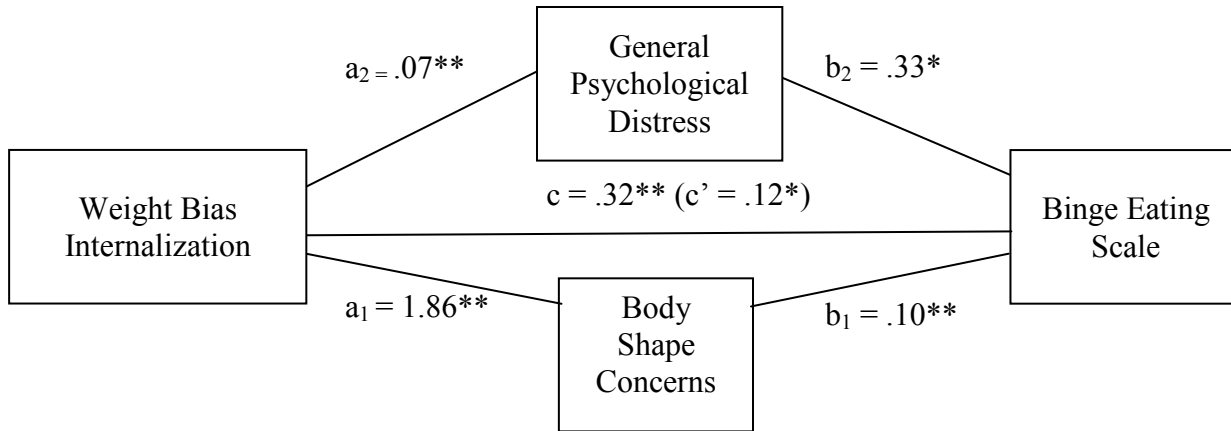 General
Psychological
Distress
a2 = .07**
b2 = .33*
Weight Bias
Internalization
c = .32** (c’ = .12*)
Binge Eating
Scale
a1 = 1.86**
Body
Shape
Concerns
b1 = .10**